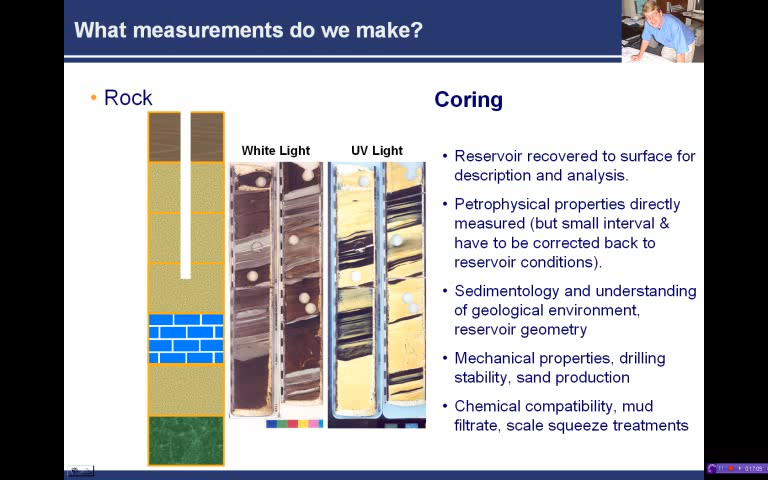 What measurements do we make?
• Rock
Coring
White Light
UV Light
• Reservoir recovered to surface for
description and analysis.
• Petrophysical properties directly
measured (but small interval &
have to be corrected back to
reservoir conditions).
• Sedimentology and understanding
of geological environment,
reservoir geometry
• Mechanical properties, drilling
stability, sand production
• Chemical compatibility, mud
filtrate, scale squeeze treatments